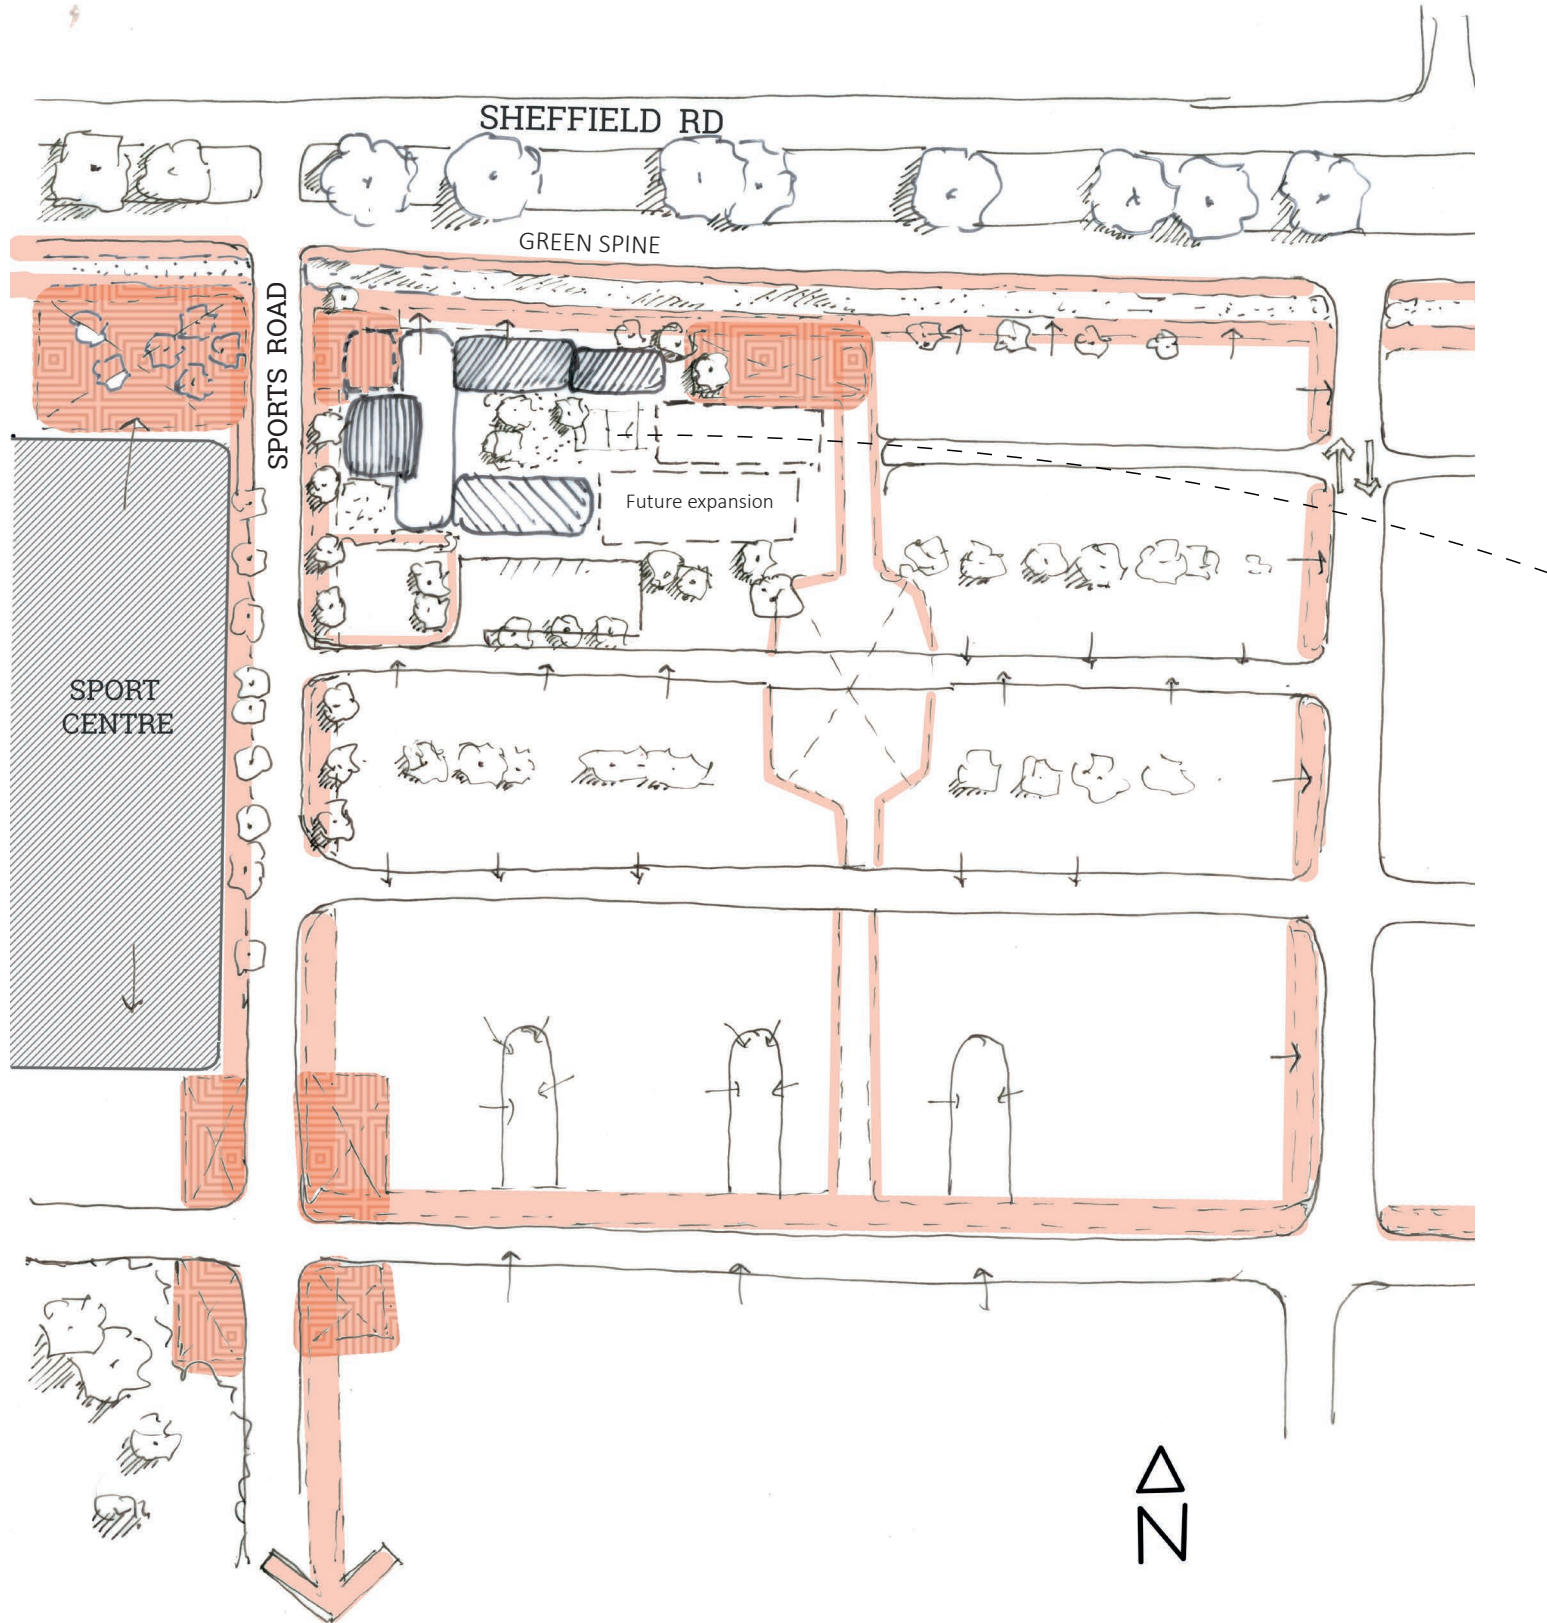 SHEFFIELD RD
GREEN SPINE
SPORTS ROAD
Future expansion
SPORT
CENTRE
N